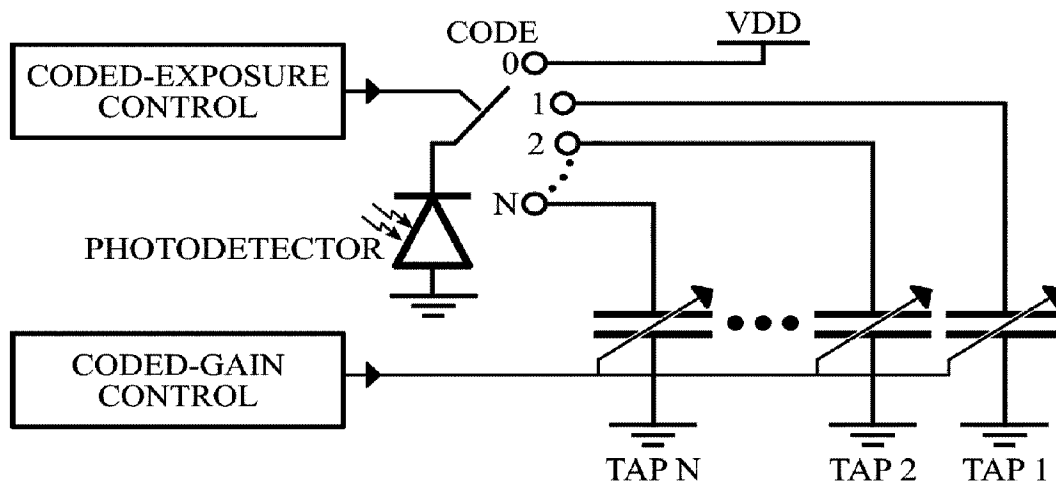 CODE
VDD
0
CODED-EXPOSURE
CONTROL
1
2
N
PHOTODETECTOR
CODED-GAIN
CONTROL
TAP N
TAP 2
TAP 1